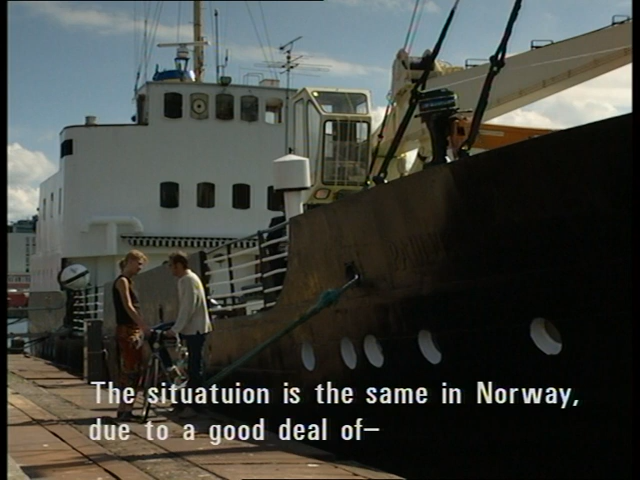 The situatuion is the same in Norway,
due to a good deal of–